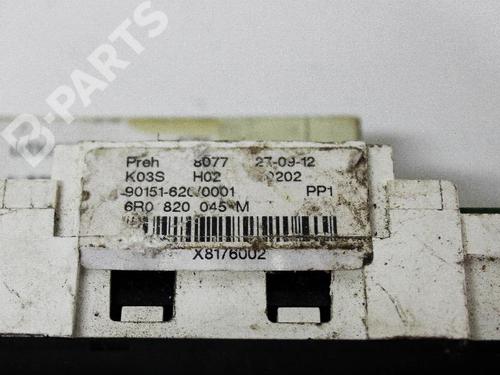 B-PARTS
Preh 8077 27-09-12
K03S H02 0202
90151-620/0001 PP1
6R0 820 045 M
X8176002